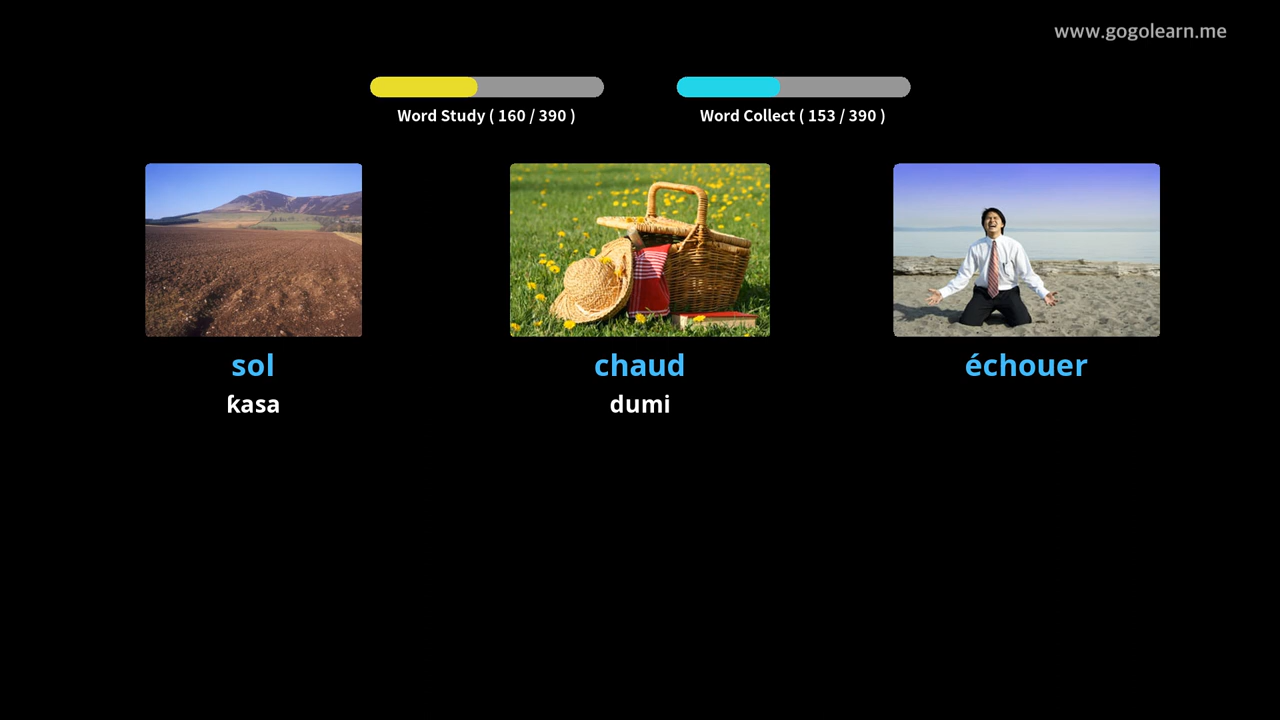 www.gogolearn.me
Word Study ( 160 / 390 )
Word Collect ( 153 / 390 )
sol
ƙasa
chaud
dumi
échouer